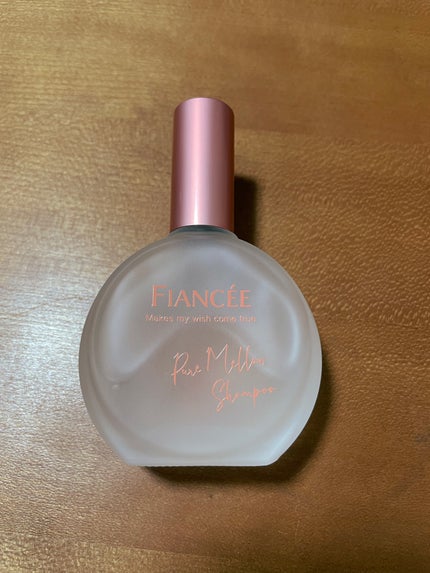 FIANCÉE
Makes my wish come true
Pure Mellow
Shampoo